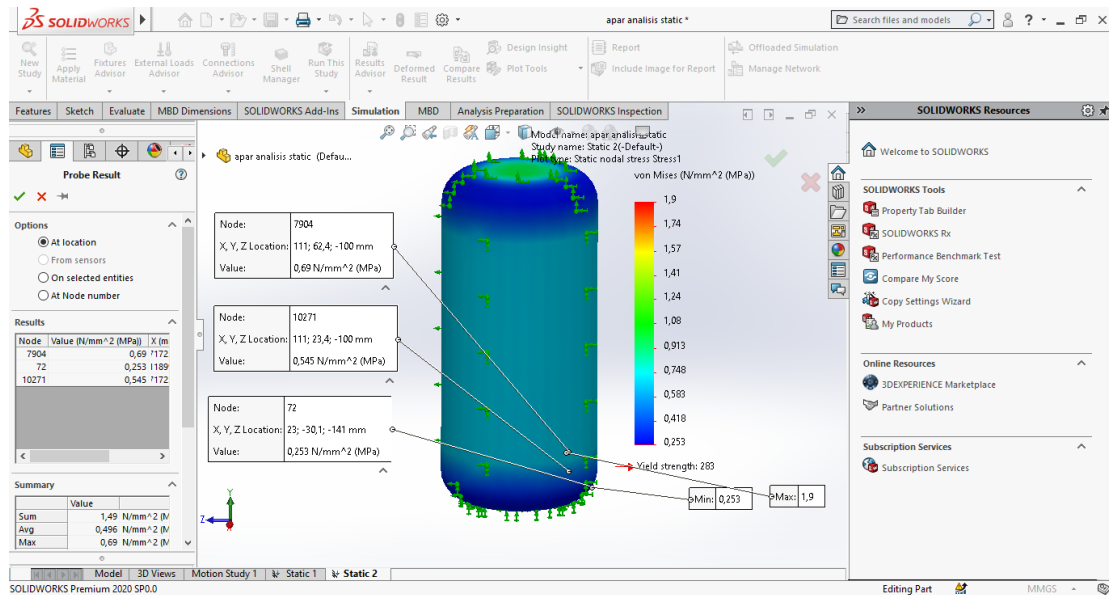 SOLIDWORKS
apar analisis static *
Search files and models
New Study
Apply Material
Fixtures Advisor
External Loads Advisor
Connections Advisor
Shell Manager
Run This Study
Results Advisor
Deformed Result
Compare Results
Design Insight
Plot Tools
Report
Include Image for Report
Offloaded Simulation
Manage Network
Features
Sketch
Evaluate
MBD Dimensions
SOLIDWORKS Add-Ins
Simulation
MBD
Analysis Preparation
SOLIDWORKS Inspection
SOLIDWORKS Resources
apar analisis static (Defau...
Model name: apar analisis static
Study name: Static 2(-Default-)
Plot type: Static nodal stress Stress1
von Mises (N/mm^2 (MPa))
1,9
1,74
1,57
1,41
1,24
1,08
0,913
0,748
0,583
0,418
0,253
Yield strength: 283
Probe Result
Options
At location
From sensors
On selected entities
At Node number
Results
Node Value (N/mm^2 (MPa)) X (m
7904 0,69
72 0,253
10271 0,545
Summary
Value
Sum 1,49 N/mm^2 (M
Avg 0,496 N/mm^2 (M
Max 0,69 N/mm^2 (M
Node: 7904
X, Y, Z Location: 111; 62,4; -100 mm
Value: 0,69 N/mm^2 (MPa)
Node: 10271
X, Y, Z Location: 111; 23,4; -100 mm
Value: 0,545 N/mm^2 (MPa)
Node: 72
X, Y, Z Location: 23; -30,1; -141 mm
Value: 0,253 N/mm^2 (MPa)
Min: 0,253
Max: 1,9
Y
Z
Welcome to SOLIDWORKS
SOLIDWORKS Tools
Property Tab Builder
SOLIDWORKS Rx
Performance Benchmark Test
Compare My Score
Copy Settings Wizard
My Products
Online Resources
3DEXPERIENCE Marketplace
Partner Solutions
Subscription Services
Subscription Services
Model
3D Views
Motion Study 1
Static 1
Static 2
SOLIDWORKS Premium 2020 SP0.0
Editing Part
MMGS